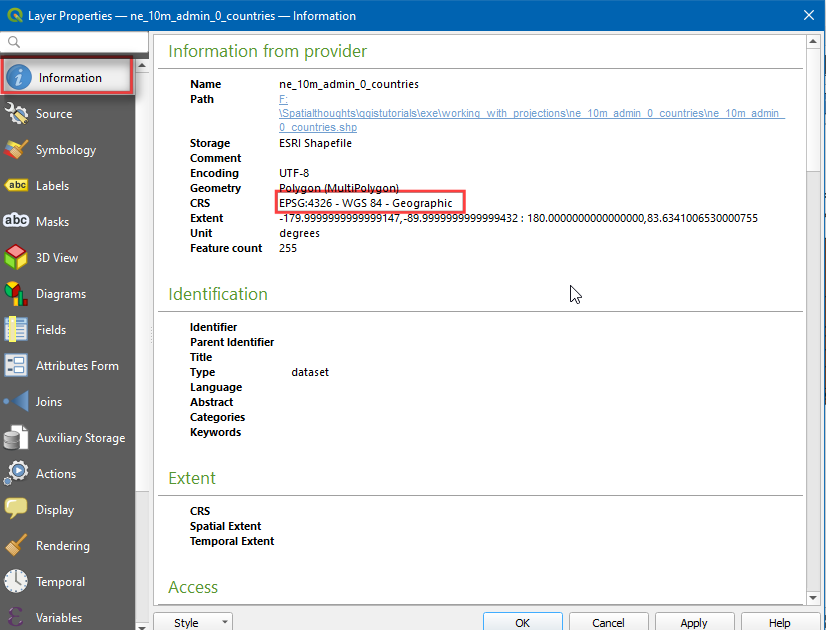 Layer Properties — ne_10m_admin_0_countries — Information
Information
Source
Symbology
abc Labels
abc Masks
3D View
Diagrams
Fields
Attributes Form
Joins
Auxiliary Storage
Actions
Display
Rendering
Temporal
Variables
Information from provider
Name ne_10m_admin_0_countries
Path F:
\Spatialthoughts\qgistutorials\exe\working_with_projections\ne_10m_admin_0_countries\ne_10m_admin_
0_countries.shp
Storage ESRI Shapefile
Comment
Encoding UTF-8
Geometry Polygon (MultiPolygon)
CRS EPSG:4326 - WGS 84 - Geographic
Extent -179.9999999999999147,-89.9999999999999432 : 180.0000000000000000,83.6341006530000755
Unit degrees
Feature count 255
Identification
Identifier
Parent Identifier
Title
Type dataset
Language
Abstract
Categories
Keywords
Extent
CRS
Spatial Extent
Temporal Extent
Access
Style OK Cancel Apply Help